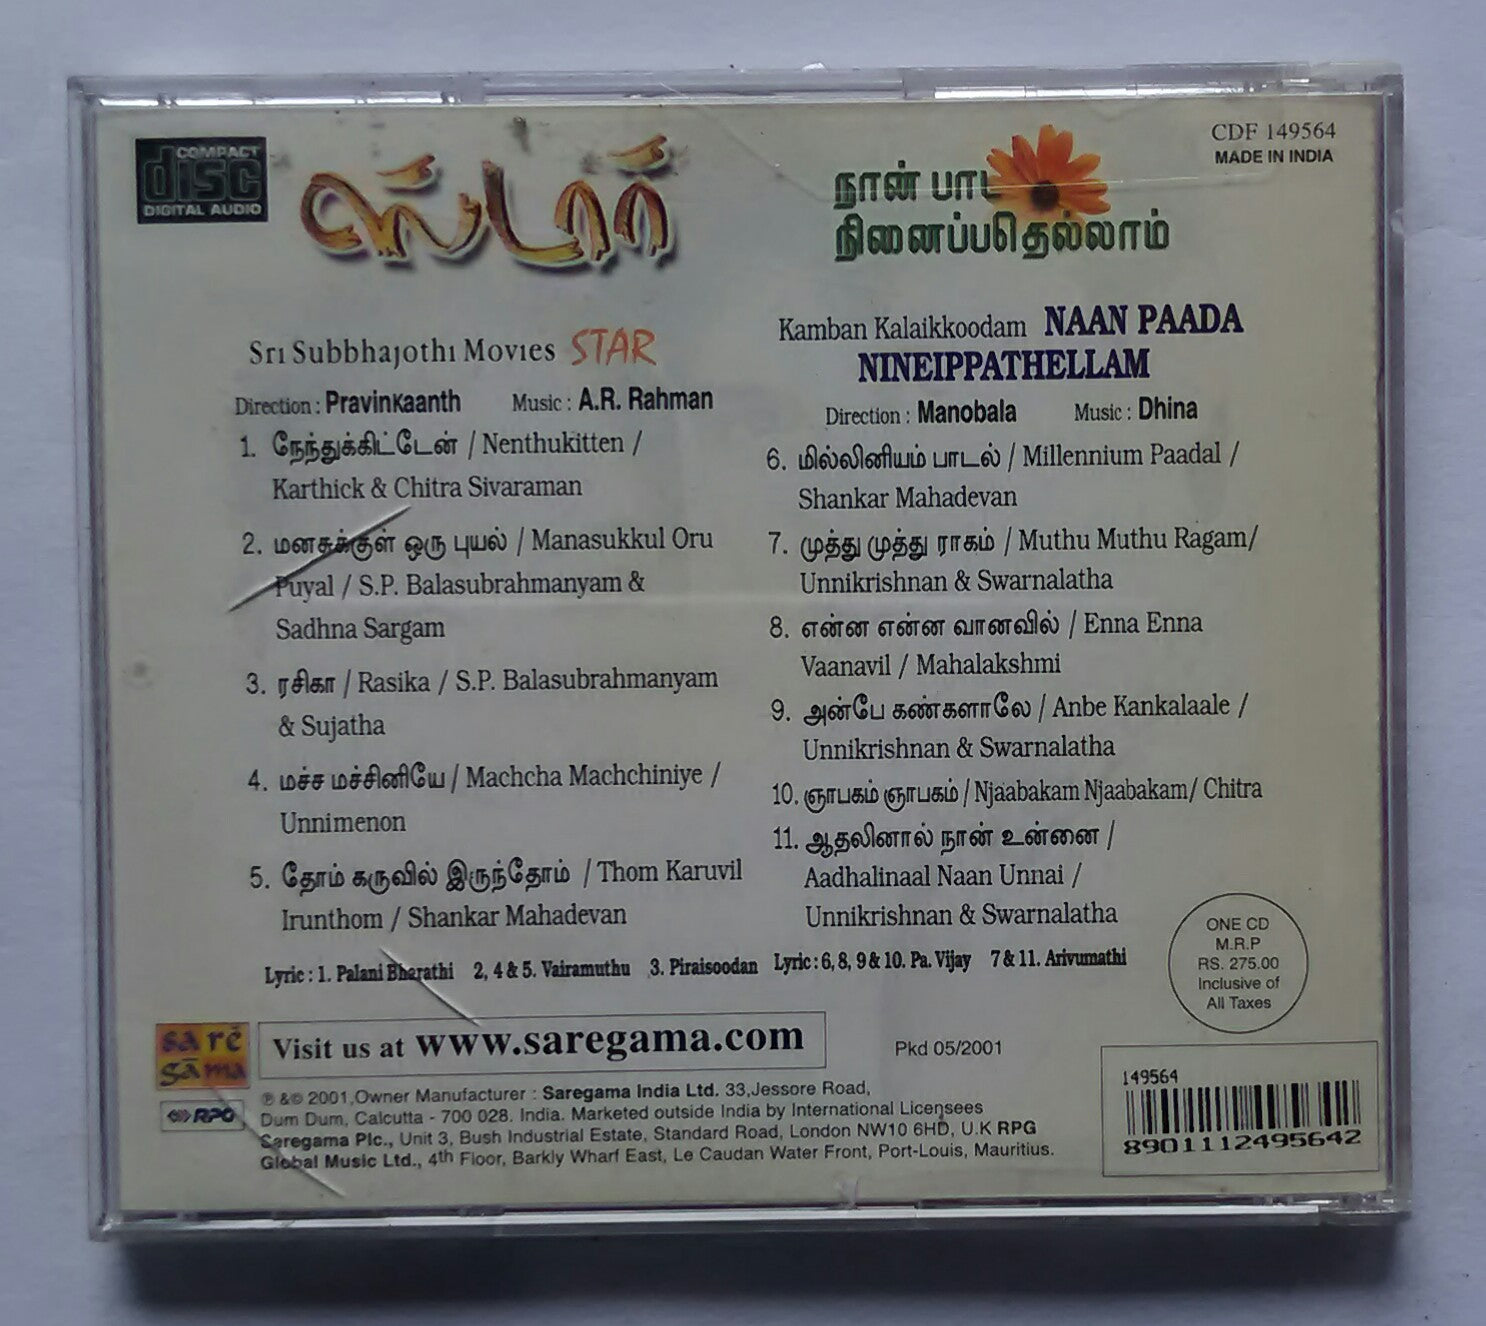 COMPACT
disc
DIGITAL AUDIO
ஸ்டார்
நான் பாட
நினைப்பதெல்லாம்
CDF 149564
MADE IN INDIA
Sri Subbhajothi Movies STAR
Direction : Pravinkaanth Music : A.R. Rahman
1. நேந்துக்கிட்டேன் / Nenthukitten /
Karthick & Chitra Sivaraman
2. மனசுக்குள் ஒரு புயல் / Manasukkul Oru
Puyal / S.P. Balasubrahmanyam &
Sadhna Sargam
3. ரசிகா / Rasika / S.P. Balasubrahmanyam
& Sujatha
4. மச்ச மச்சினியே / Machcha Machchiniye /
Unnimenon
5. தோம் கருவில் இருந்தோம் / Thom Karuvil
Irunthom / Shankar Mahadevan
Lyric : 1. Palani Bharathi 2, 4 & 5. Vairamuthu 3. Piraisoodan
Kamban Kalaikkoodam NAAN PAADA
NINEIPPATHELLAM
Direction : Manobala Music : Dhina
6. மில்லினியம் பாடல் / Millennium Paadal /
Shankar Mahadevan
7. முத்து முத்து ராகம் / Muthu Muthu Ragam/
Unnikrishnan & Swarnalatha
8. என்ன என்ன வானவில் / Enna Enna
Vaanavil / Mahalakshmi
9. அன்பே கண்களாலே / Anbe Kankalaale /
Unnikrishnan & Swarnalatha
10. ஞாபகம் ஞாபகம் / Njaabakam Njaabakam/ Chitra
11. ஆதலினால் நான் உன்னை /
Aadhalinaal Naan Unnai /
Unnikrishnan & Swarnalatha
Lyric : 6, 8, 9 & 10. Pa. Vijay 7 & 11. Arivumathi
ONE CD
M.R.P
RS. 275.00
Inclusive of
All Taxes
sa rē
gā ma
RPG
Visit us at www.saregama.com
Pkd 05/2001
℗ &© 2001,Owner Manufacturer : Saregama India Ltd. 33,Jessore Road,
Dum Dum, Calcutta - 700 028. India. Marketed outside India by International Licensees
Saregama Plc., Unit 3, Bush Industrial Estate, Standard Road, London NW10 6HD, U.K RPG
Global Music Ltd., 4th Floor, Barkly Wharf East, Le Caudan Water Front, Port-Louis, Mauritius.
149564
8901112495642